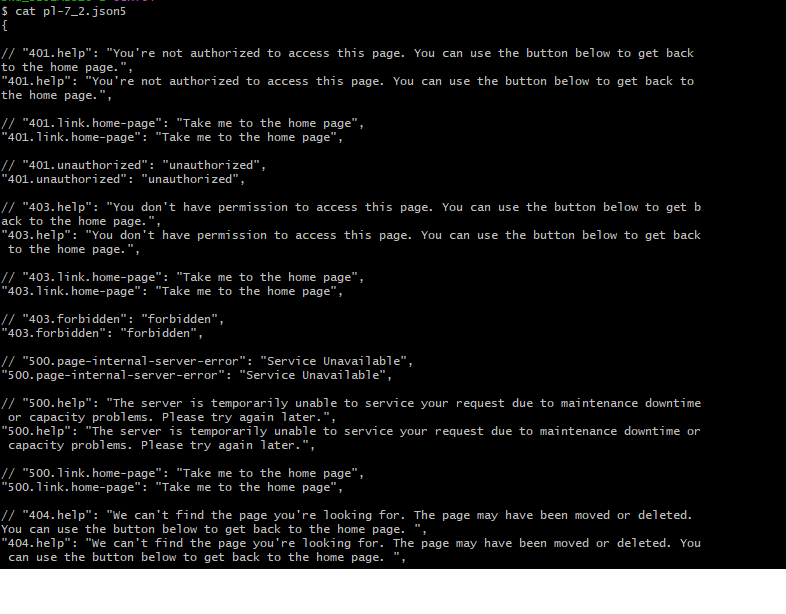 $ cat pl-7_2.json5
{
// "401.help": "You're not authorized to access this page. You can use the button below to get back
to the home page.",
"401.help": "You're not authorized to access this page. You can use the button below to get back to
the home page.",
// "401.link.home-page": "Take me to the home page",
"401.link.home-page": "Take me to the home page",
// "401.unauthorized": "unauthorized",
"401.unauthorized": "unauthorized",
// "403.help": "You don't have permission to access this page. You can use the button below to get b
ack to the home page.",
"403.help": "You don't have permission to access this page. You can use the button below to get back
to the home page.",
// "403.link.home-page": "Take me to the home page",
"403.link.home-page": "Take me to the home page",
// "403.forbidden": "forbidden",
"403.forbidden": "forbidden",
// "500.page-internal-server-error": "Service Unavailable",
"500.page-internal-server-error": "Service Unavailable",
// "500.help": "The server is temporarily unable to service your request due to maintenance downtime
or capacity problems. Please try again later.",
"500.help": "The server is temporarily unable to service your request due to maintenance downtime or
capacity problems. Please try again later.",
// "500.link.home-page": "Take me to the home page",
"500.link.home-page": "Take me to the home page",
// "404.help": "We can't find the page you're looking for. The page may have been moved or deleted.
You can use the button below to get back to the home page. ",
"404.help": "We can't find the page you're looking for. The page may have been moved or deleted. You
can use the button below to get back to the home page. ",